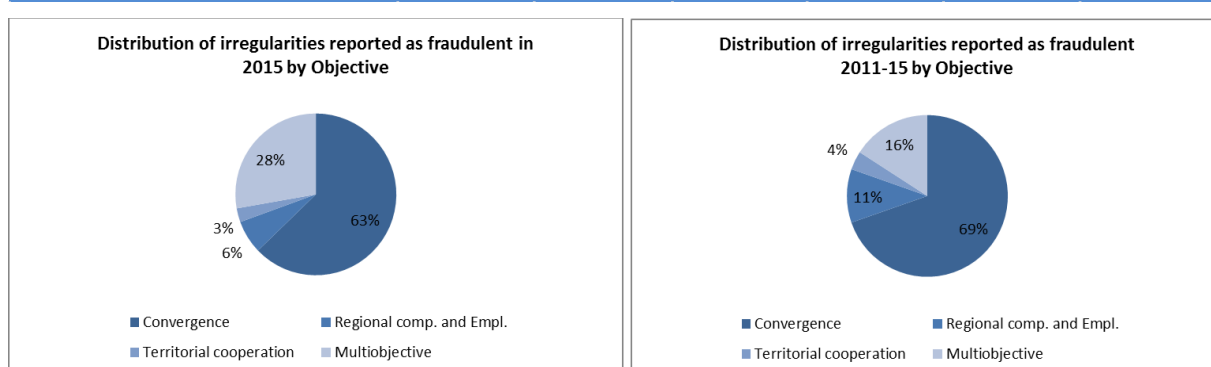 Distribution of irregularities reported as fraudulent in
2015 by Objective
28%
63%
3%
6%
Convergence
Regional comp. and Empl.
Territorial cooperation
Multiobjective
Distribution of irregularities reported as fraudulent
2011-15 by Objective
4%
16%
11%
69%
Convergence
Regional comp. and Empl.
Territorial cooperation
Multiobjective